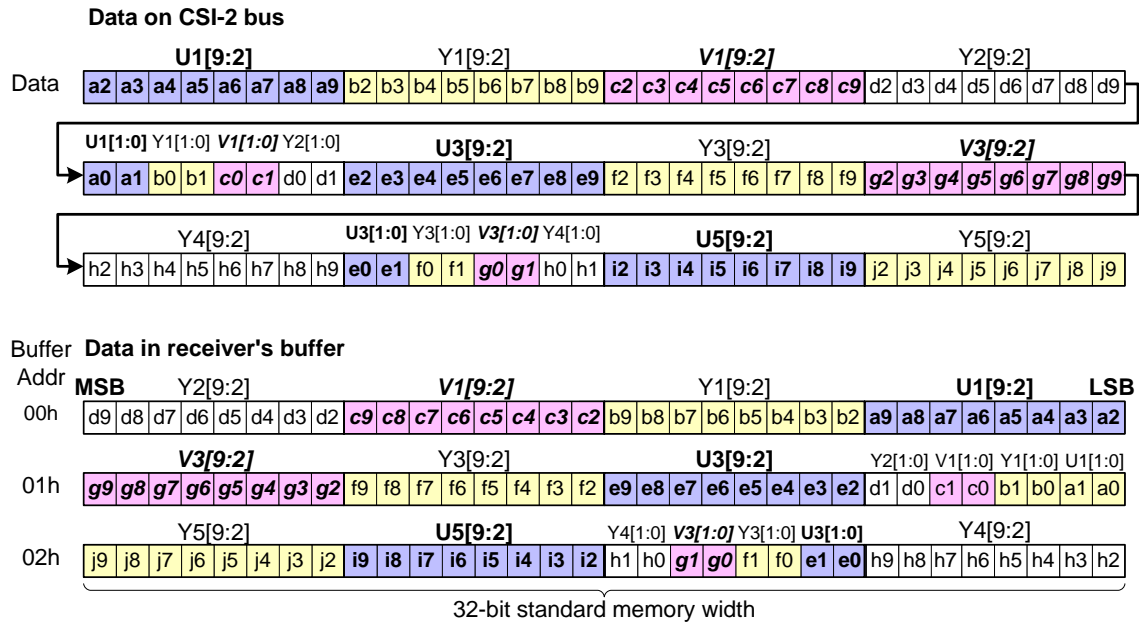 Data on CSI-2 bus
U1[9:2] Y1[9:2] V1[9:2] Y2[9:2]
Data a2 a3 a4 a5 a6 a7 a8 a9 b2 b3 b4 b5 b6 b7 b8 b9 c2 c3 c4 c5 c6 c7 c8 c9 d2 d3 d4 d5 d6 d7 d8 d9
U1[1:0] Y1[1:0] V1[1:0] Y2[1:0] U3[9:2] Y3[9:2] V3[9:2]
a0 a1 b0 b1 c0 c1 d0 d1 e2 e3 e4 e5 e6 e7 e8 e9 f2 f3 f4 f5 f6 f7 f8 f9 g2 g3 g4 g5 g6 g7 g8 g9
Y4[9:2] U3[1:0] Y3[1:0] V3[1:0] Y4[1:0] U5[9:2] Y5[9:2]
h2 h3 h4 h5 h6 h7 h8 h9 e0 e1 f0 f1 g0 g1 h0 h1 i2 i3 i4 i5 i6 i7 i8 i9 j2 j3 j4 j5 j6 j7 j8 j9
Buffer Addr
Data in receiver's buffer
MSB Y2[9:2] V1[9:2] Y1[9:2] U1[9:2] LSB
00h d9 d8 d7 d6 d5 d4 d3 d2 c9 c8 c7 c6 c5 c4 c3 c2 b9 b8 b7 b6 b5 b4 b3 b2 a9 a8 a7 a6 a5 a4 a3 a2
V3[9:2] Y3[9:2] U3[9:2] Y2[1:0] V1[1:0] Y1[1:0] U1[1:0]
01h g9 g8 g7 g6 g5 g4 g3 g2 f9 f8 f7 f6 f5 f4 f3 f2 e9 e8 e7 e6 e5 e4 e3 e2 d1 d0 c1 c0 b1 b0 a1 a0
Y5[9:2] U5[9:2] Y4[1:0] V3[1:0] Y3[1:0] U3[1:0] Y4[9:2]
02h j9 j8 j7 j6 j5 j4 j3 j2 i9 i8 i7 i6 i5 i4 i3 i2 h1 h0 g1 g0 f1 f0 e1 e0 h9 h8 h7 h6 h5 h4 h3 h2
32-bit standard memory width